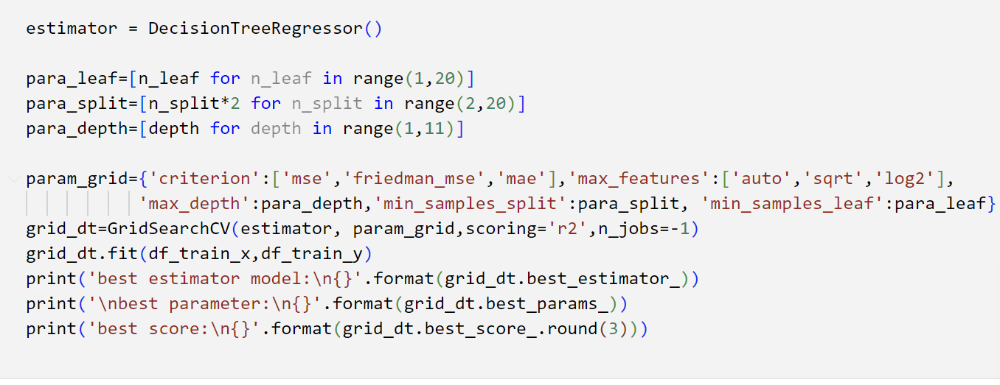 estimator = DecisionTreeRegressor()
para_leaf=[n_leaf for n_leaf in range(1,20)]
para_split=[n_split*2 for n_split in range(2,20)]
para_depth=[depth for depth in range(1,11)]
param_grid={'criterion':['mse','friedman_mse','mae'],'max_features':['auto','sqrt','log2'],
'max_depth':para_depth,'min_samples_split':para_split, 'min_samples_leaf':para_leaf}
grid_dt=GridSearchCV(estimator, param_grid,scoring='r2',n_jobs=-1)
grid_dt.fit(df_train_x,df_train_y)
print('best estimator model:\n{}'.format(grid_dt.best_estimator_))
print('\nbest parameter:\n{}'.format(grid_dt.best_params_))
print('best score:\n{}'.format(grid_dt.best_score_.round(3)))